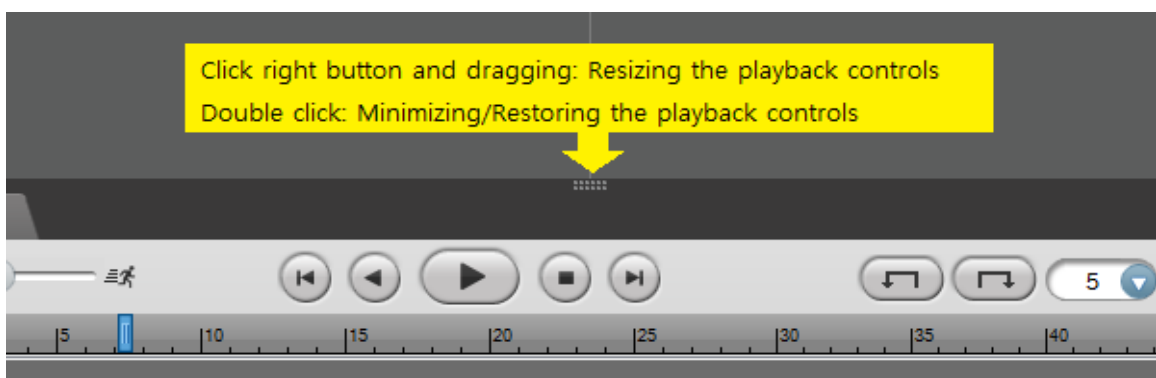 Click right button and dragging: Resizing the playback controls
Double click: Minimizing/Restoring the playback controls
5
5 10 15 20 25 30 35 40